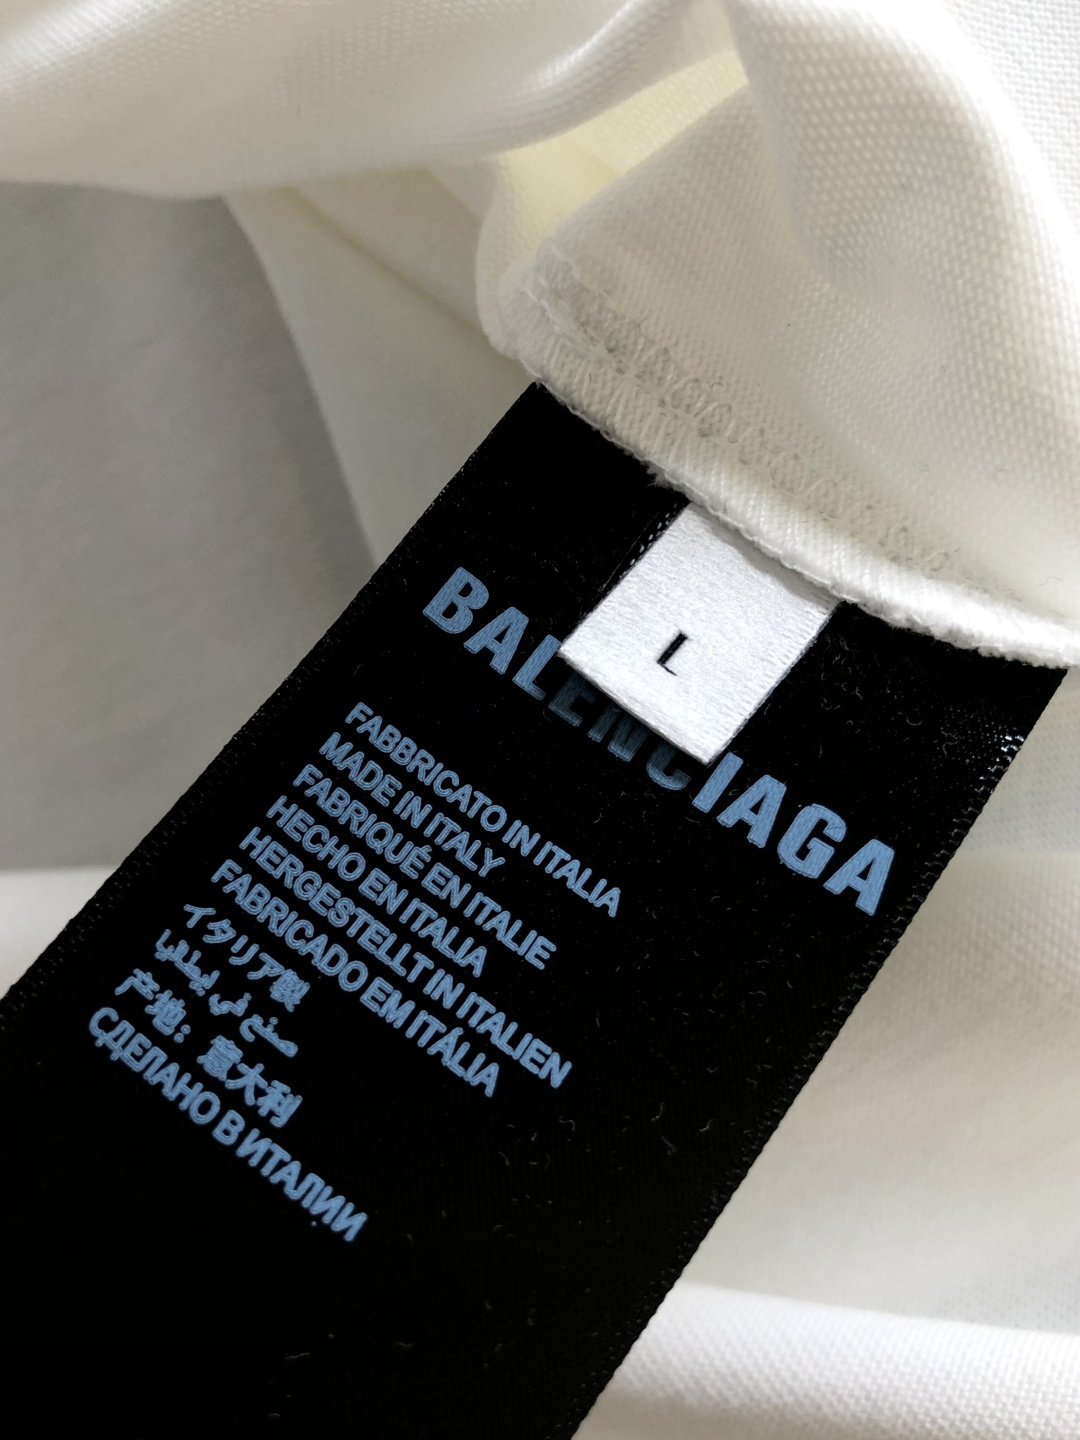 L
BALENCIAGA
FABBRICATO IN ITALIA
MADE IN ITALY
FABRIQUÉ EN ITALIE
HECHO EN ITALIA
HERGESTELLT IN ITALIEN
FABRICADO EM ITÁLIA
イタリア製
صنع في إيطاليا
产地：意大利
СДЕЛАНО В ИТАЛИИ